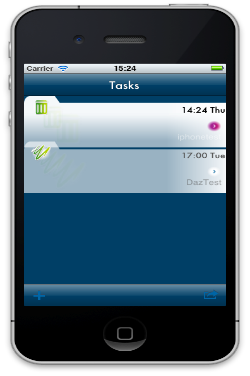 Carrier 15:24
Tasks
14:24 Thu
17:00 Tue
DazTest